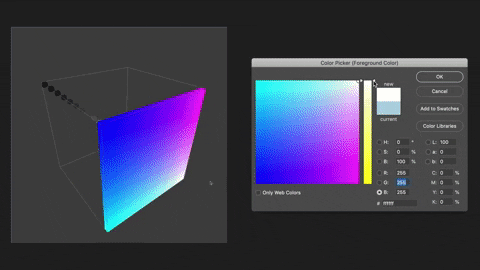 Color Picker (Foreground Color)
new
current
OK
Cancel
Add to Swatches
Color Libraries
H: 0 ° L: 100
S: 0 % a: 0
B: 100 % b: 0
R: 255 C: 0 %
G: 255 M: 0 %
B: 255 Y: 0 %
# ffffff K: 0 %
Only Web Colors